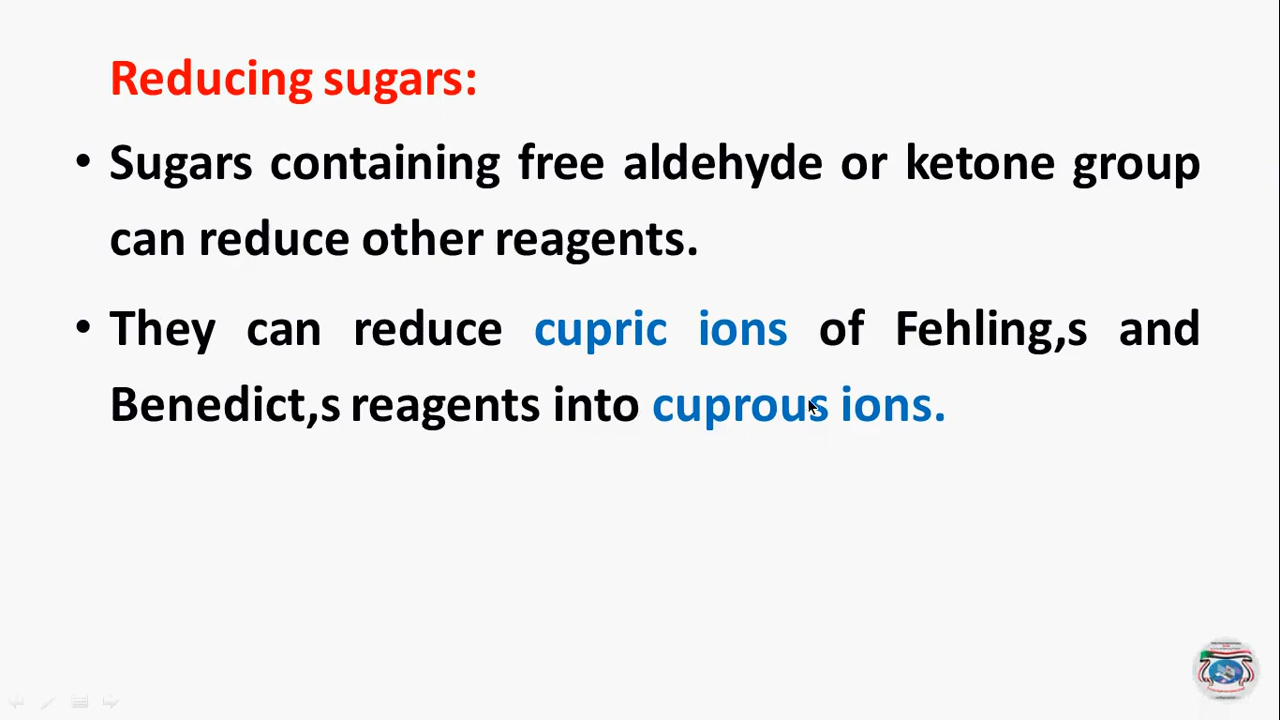 Reducing sugars:
• Sugars containing free aldehyde or ketone group
can reduce other reagents.
• They can reduce cupric ions of Fehling,s and
Benedict,s reagents into cuprous ions.